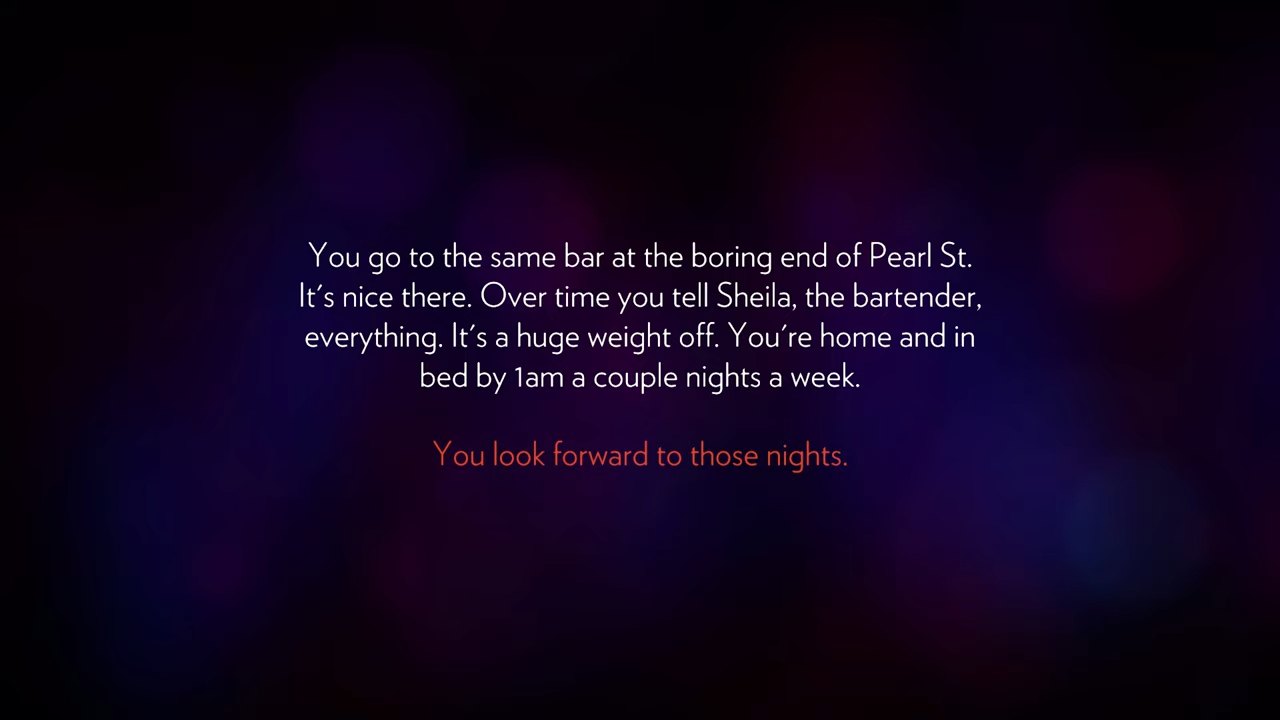 You go to the same bar at the boring end of Pearl St.
It's nice there. Over time you tell Sheila, the bartender,
everything. It's a huge weight off. You're home and in
bed by 1am a couple nights a week.
You look forward to those nights.